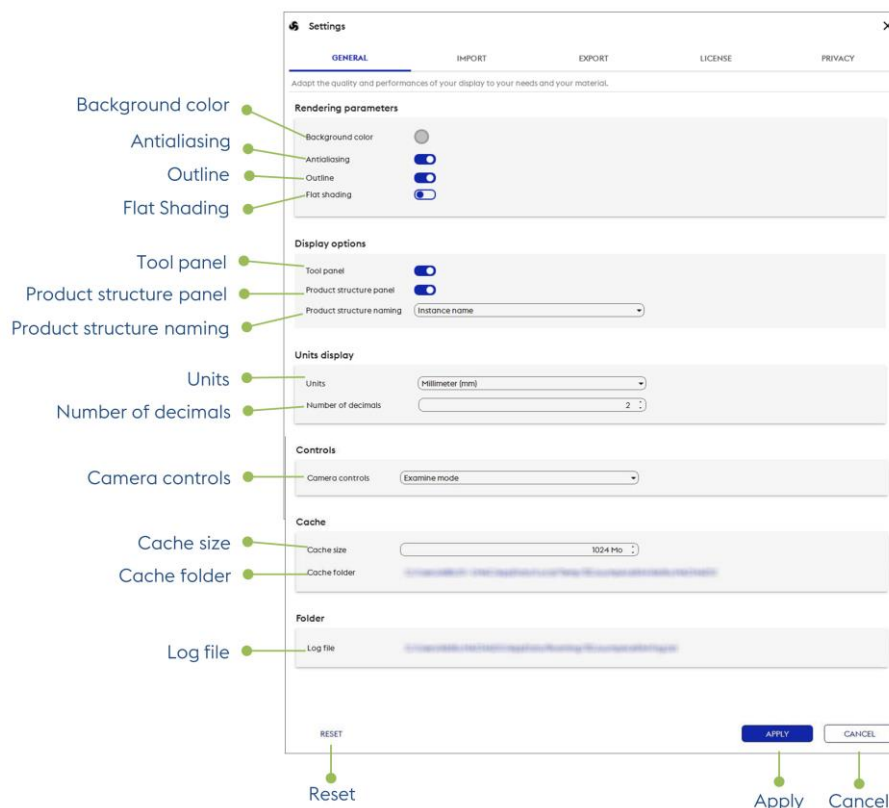 Settings
GENERAL IMPORT EXPORT LICENSE PRIVACY
Adapt the quality and performances of your display to your needs and your material.
Rendering parameters
Background color
Background color
Antialiasing
Antialiasing
Outline
Outline
Flat Shading
Flat shading
Display options
Tool panel
Tool panel
Product structure panel
Product structure panel
Product structure naming
Product structure naming Instance name
Units display
Units
Units Millimeter (mm)
Number of decimals
Number of decimals 2
Controls
Camera controls
Camera controls Examine mode
Cache
Cache size
Cache size 1024 Mo
Cache folder
Cache folder
Folder
Log file
Log file
RESET APPLY CANCEL
Reset Apply Cancel